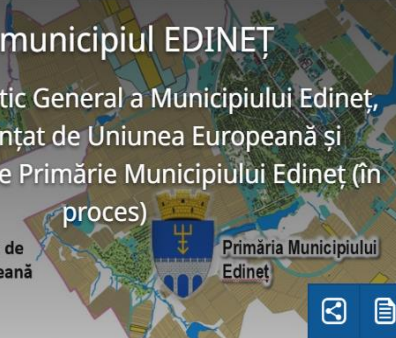 municipiul EDINEȚ
tic General a Municipiului Edineț,
nțat de Uniunea Europeană și
e Primărie Municipiului Edineț (în
proces)
de
eană
Primăria Municipiului
Edineț